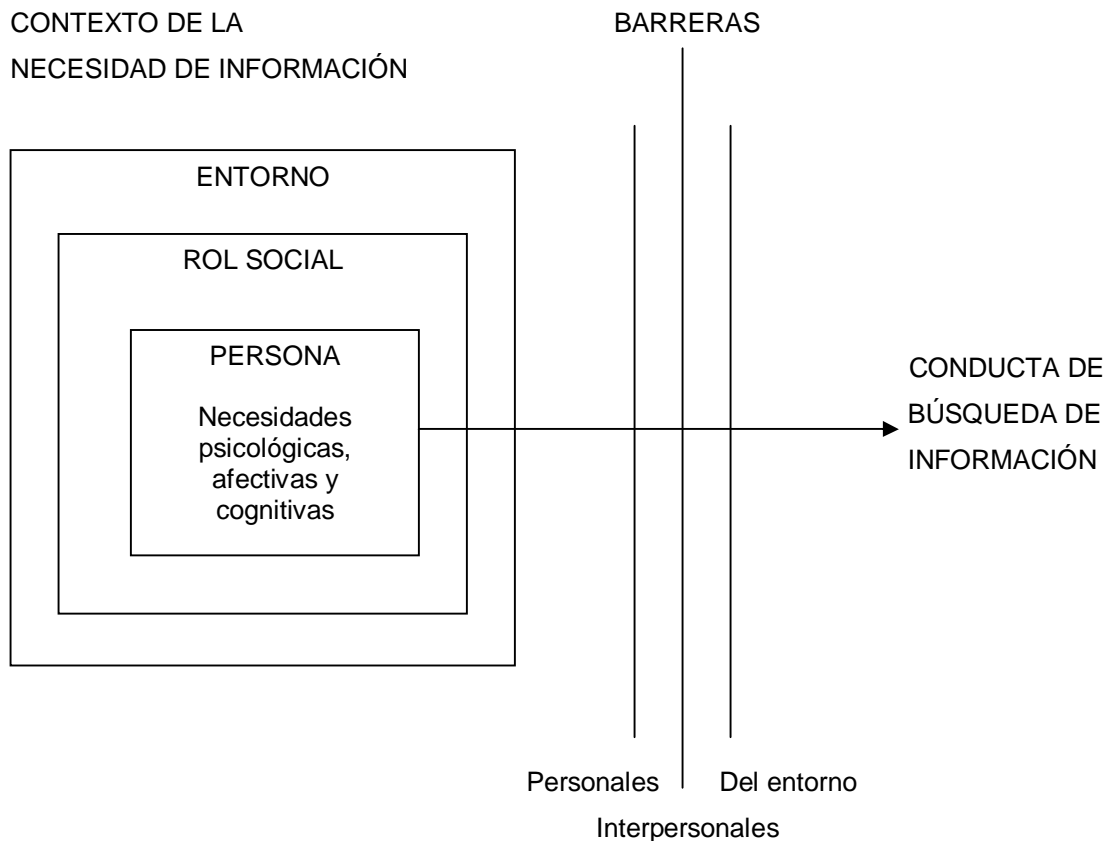 CONTEXTO DE LA
NECESIDAD DE INFORMACIÓN
BARRERAS
ENTORNO
ROL SOCIAL
PERSONA
Necesidades
psicológicas,
afectivas y
cognitivas
CONDUCTA DE
BÚSQUEDA DE
INFORMACIÓN
Personales
Del entorno
Interpersonales